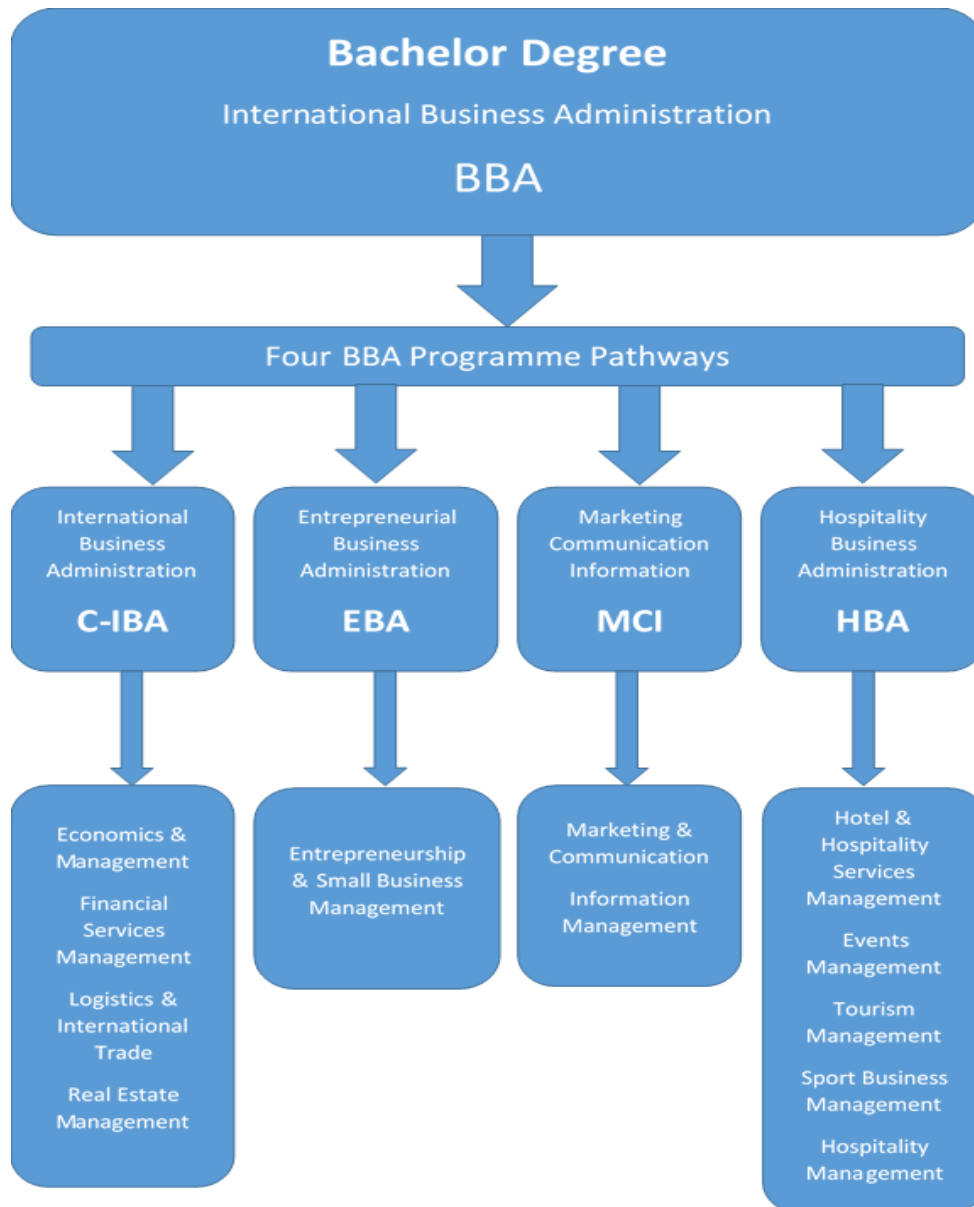 Bachelor Degree
International Business Administration
BBA
Four BBA Programme Pathways
International
Business
Administration
C-IBA
Entrepreneurial
Business
Administration
EBA
Marketing
Communication
Information
MCI
Hospitality
Business
Administration
HBA
Economics &
Management
Financial
Services
Management
Logistics &
International
Trade
Real Estate
Management
Entrepreneurship
& Small Business
Management
Marketing &
Communication
Information
Management
Hotel &
Hospitality
Services
Management
Events
Management
Tourism
Management
Sport Business
Management
Hospitality
Management